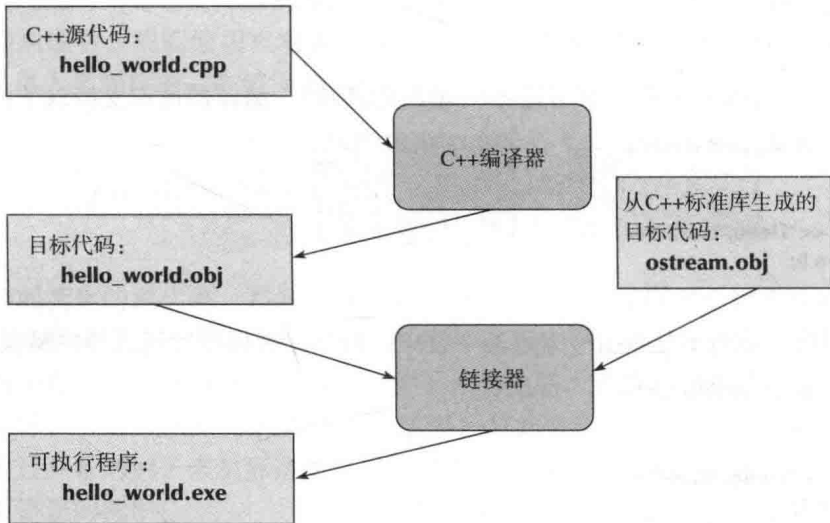 C++源代码：
hello_world.cpp
C++编译器
从C++标准库生成的
目标代码：
ostream.obj
目标代码：
hello_world.obj
链接器
可执行程序：
hello_world.exe